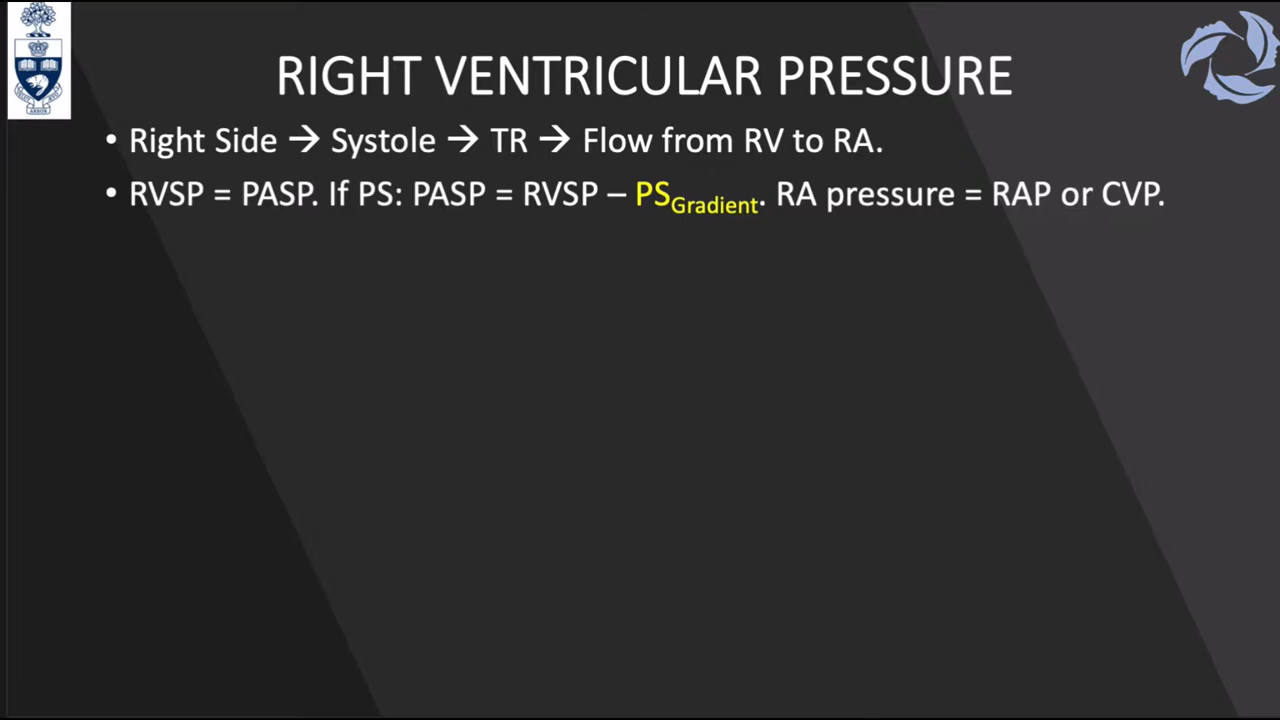 RIGHT VENTRICULAR PRESSURE
• Right Side → Systole → TR → Flow from RV to RA.
• RVSP = PASP. If PS: PASP = RVSP – PSGradient. RA pressure = RAP or CVP.